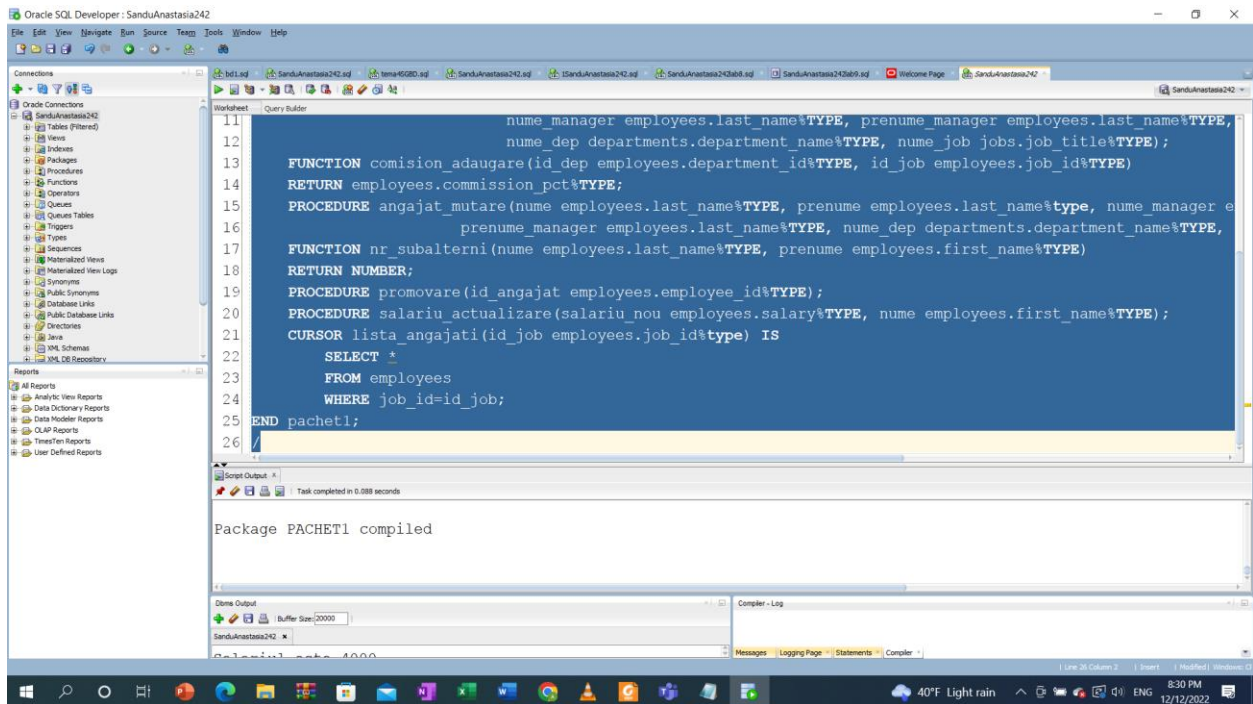 Oracle SQL Developer : SanduAnastasia242
File Edit View Navigate Run Source Team Tools Window Help
Connections
bd1.sql
SanduAnastasia242.sql
tema4SGBD.sql
SanduAnastasia242.sql
1SanduAnastasia242.sql
SanduAnastasia242lab8.sql
SanduAnastasia242lab9.sql
Welcome Page
SanduAnastasia242
Oracle Connections
SanduAnastasia242
Tables (Filtered)
Views
Indexes
Packages
Procedures
Functions
Operators
Queues
Queues Tables
Triggers
Types
Sequences
Materialized Views
Materialized View Logs
Synonyms
Public Synonyms
Database Links
Public Database Links
Directories
Java
XML Schemas
XML DB Repository
Reports
All Reports
Analytic View Reports
Data Dictionary Reports
Data Modeler Reports
OLAP Reports
TimesTen Reports
User Defined Reports
SanduAnastasia242
Worksheet Query Builder
11 nume_manager employees.last_name%TYPE, prenume_manager employees.last_name%TYPE,
12 nume_dep departments.department_name%TYPE, nume_job jobs.job_title%TYPE);
13 FUNCTION comision_adaugare(id_dep employees.department_id%TYPE, id_job employees.job_id%TYPE)
14 RETURN employees.commission_pct%TYPE;
15 PROCEDURE angajat_mutare(nume employees.last_name%TYPE, prenume employees.last_name%type, nume_manager e
16 prenume_manager employees.last_name%TYPE, nume_dep departments.department_name%TYPE,
17 FUNCTION nr_subalterni(nume employees.last_name%TYPE, prenume employees.first_name%TYPE)
18 RETURN NUMBER;
19 PROCEDURE promovare(id_angajat employees.employee_id%TYPE);
20 PROCEDURE salariu_actualizare(salariu_nou employees.salary%TYPE, nume employees.first_name%TYPE);
21 CURSOR lista_angajati(id_job employees.job_id%type) IS
22 SELECT *
23 FROM employees
24 WHERE job_id=id_job;
25 END pachet1;
26 /
Script Output
Task completed in 0.088 seconds
Package PACHET1 compiled
Dbms Output
Buffer Size: 20000
SanduAnastasia242
Salariul este 4000
Compiler - Log
Messages Logging Page Statements Compiler
Line 26 Column 2 Insert Modified Windows: C
40°F Light rain
ENG
8:30 PM
12/12/2022